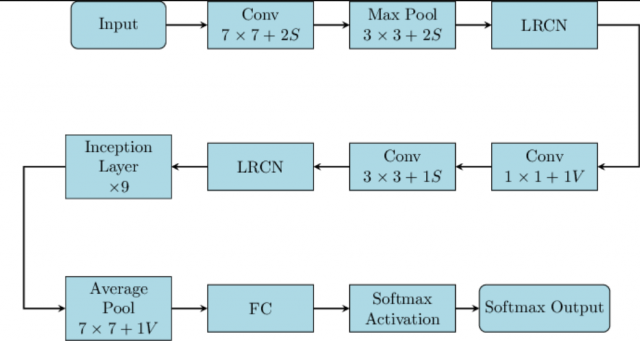 Input
Conv
7 × 7 + 2S
Max Pool
3 × 3 + 2S
LRCN
Conv
1 × 1 + 1V
Conv
3 × 3 + 1S
LRCN
Inception
Layer
×9
Average
Pool
7 × 7 + 1V
FC
Softmax
Activation
Softmax Output